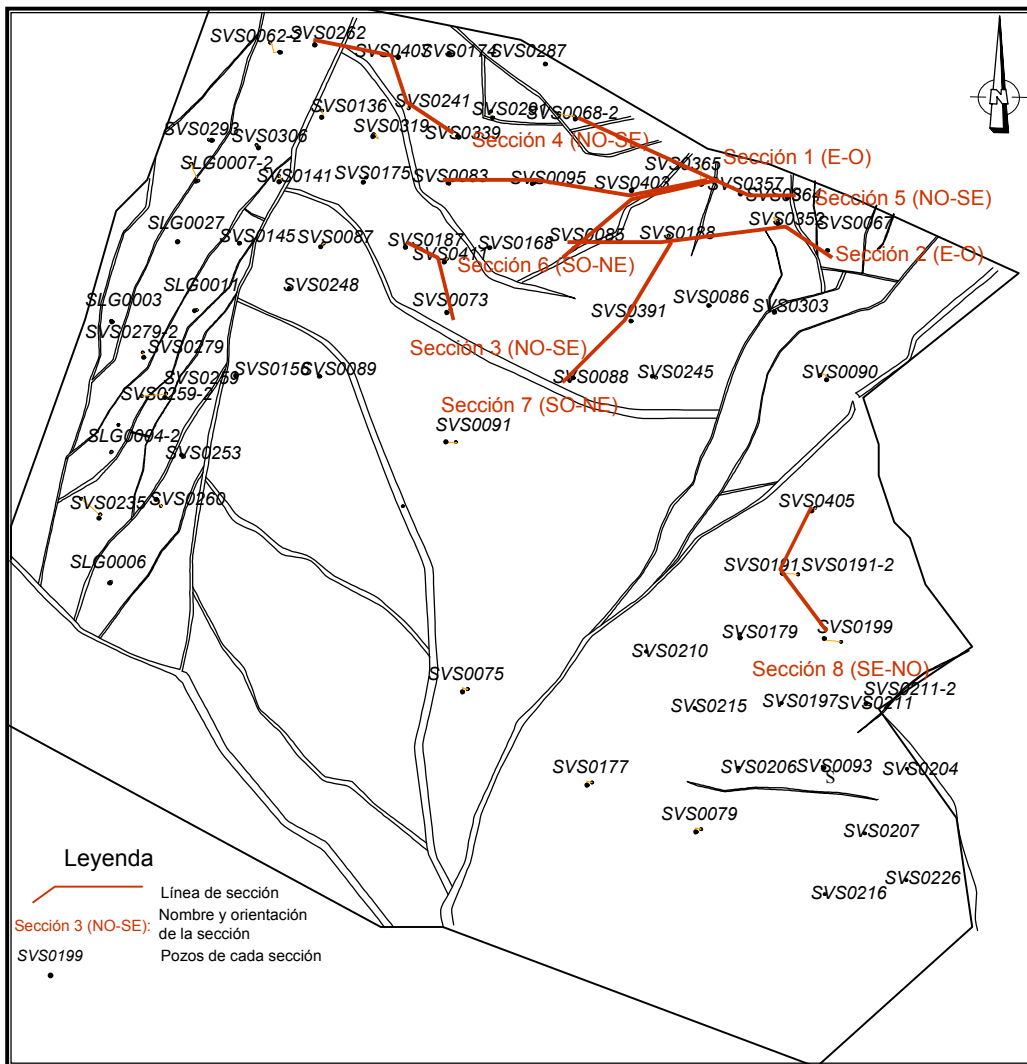 SVS0062-2
SVS0262
SVS0407
SVS0174
SVS0287
SVS0136
SVS0241
SVS0291
SVS0068-2
SVS0293
SVS0306
SVS0319
SVS0339
Sección 4 (NO-SE)
SLG0007-2
SVS0141
SVS0175
SVS0083
SVS0095
SVS0365
Sección 1 (E-O)
SVS0403
SVS0357
SVS0364
Sección 5 (NO-SE)
SLG0027
SVS0145
SVS0087
SVS0187
SVS0168
SVS0085
SVS0188
SVS0352
SVS0067
SVS0417
Sección 6 (SO-NE)
Sección 2 (E-O)
SLG0003
SLG0011
SVS0248
SVS0073
SVS0391
SVS0086
SVS0303
SVS0279-2
SVS0279
Sección 3 (NO-SE)
SVS0259
SVS0156
SVS0089
SVS0088
SVS0245
SVS0090
SVS0259-2
Sección 7 (SO-NE)
SVS0091
SLG0004-2
SVS0253
SVS0235
SVS0260
SVS0405
SLG0006
SVS0191
SVS0191-2
SVS0179
SVS0199
SVS0210
Sección 8 (SE-NO)
SVS0075
SVS0211-2
SVS0215
SVS0197
SVS0211
SVS0177
SVS0206
SVS0093
SVS0204
S
SVS0079
SVS0207
SVS0226
SVS0216
N
Leyenda
Línea de sección
Sección 3 (NO-SE): Nombre y orientación
de la sección
SVS0199 Pozos de cada sección